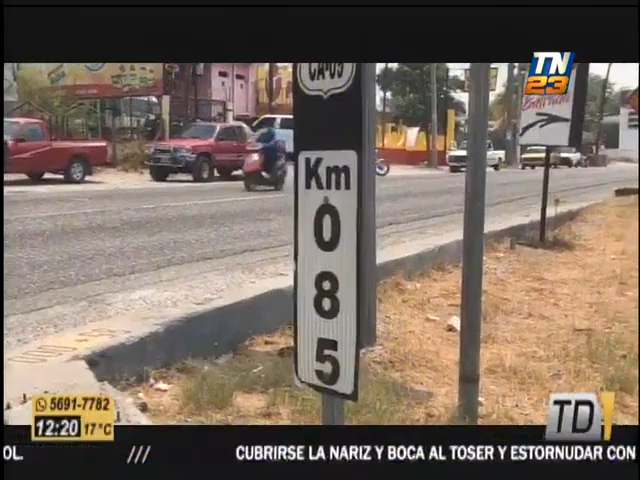 TN
23
CA-09
Km
0
8
5
5691-7782
12:20 17°C
TD
OL. /// CUBRIRSE LA NARIZ Y BOCA AL TOSER Y ESTORNUDAR CON